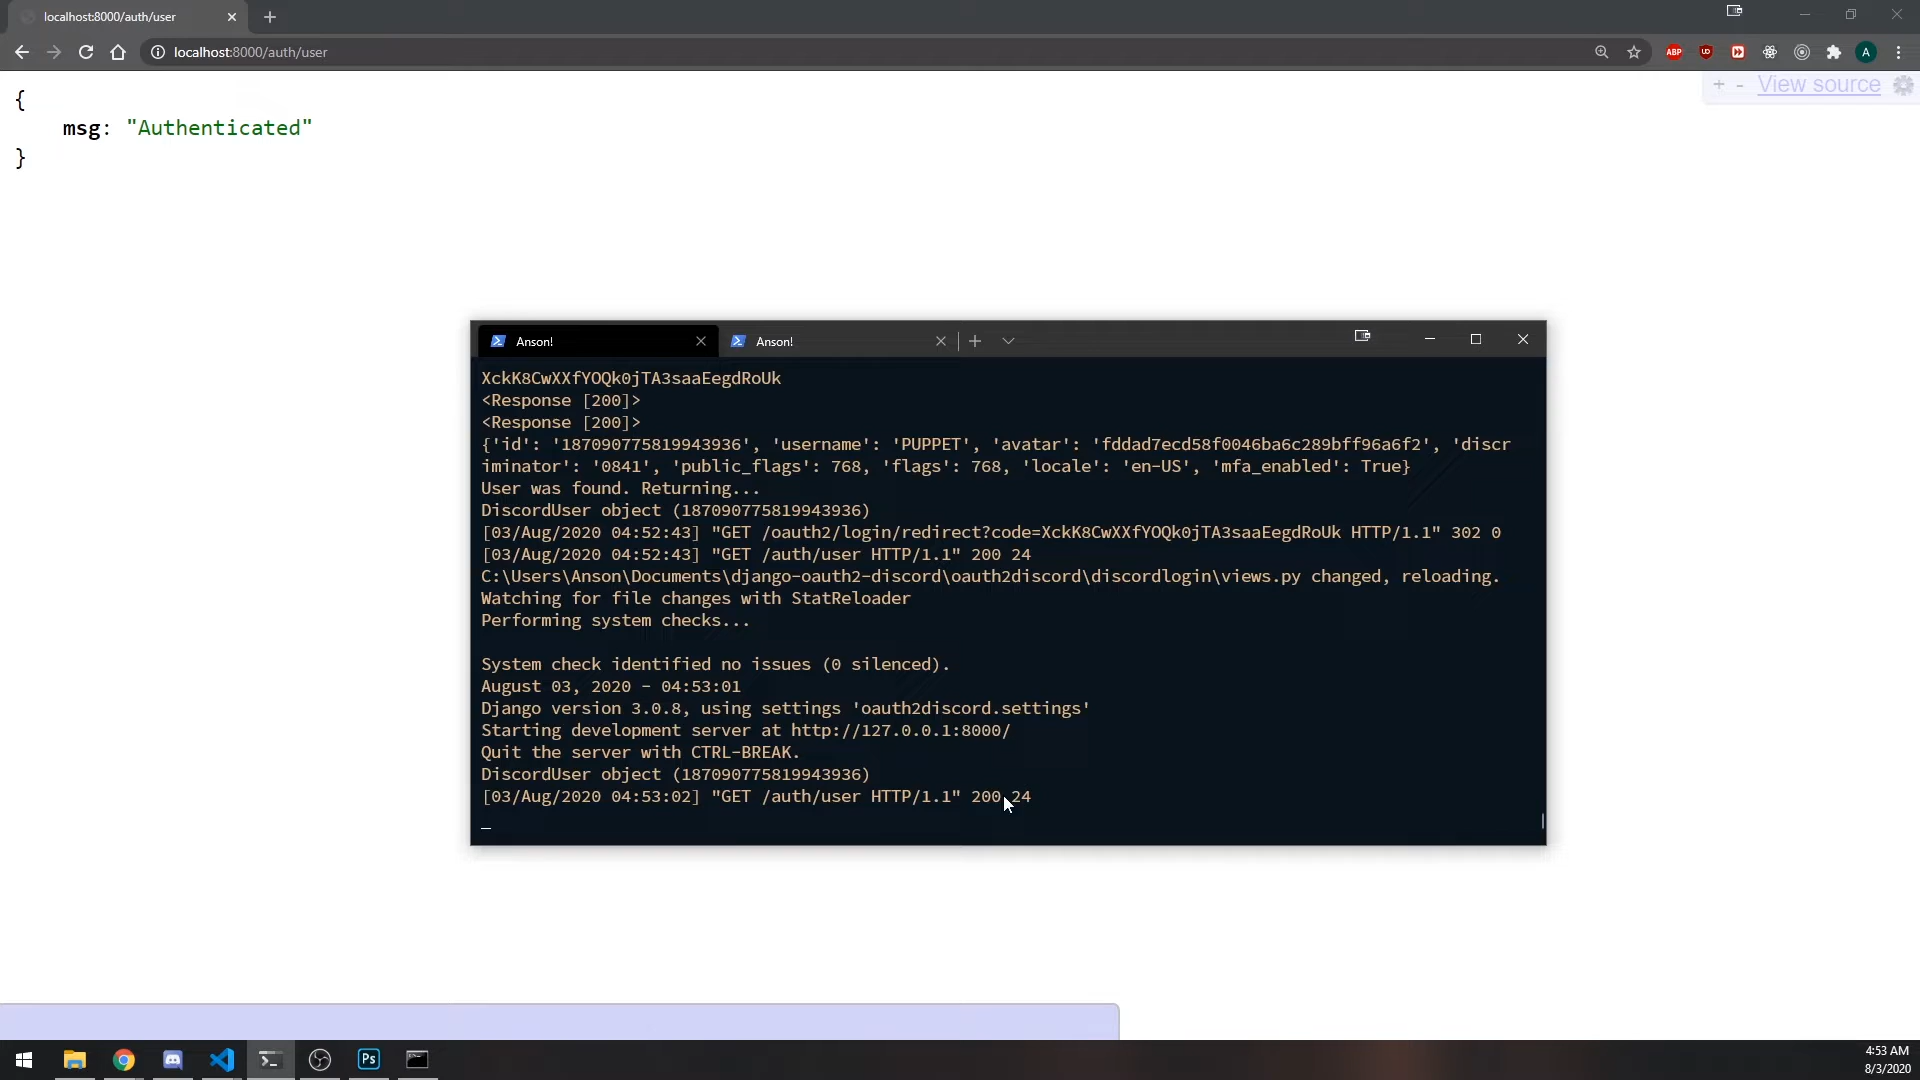 localhost:8000/auth/user
localhost:8000/auth/user
ABP
A
+ - View source
{
msg: "Authenticated"
}
Anson!
Anson!
XckK8CwXXfYOQk0jTA3saaEegdRoUk
<Response [200]>
<Response [200]>
{'id': '187090775819943936', 'username': 'PUPPET', 'avatar': 'fddad7ecd58f0046ba6c289bff96a6f2', 'discr
iminator': '0841', 'public_flags': 768, 'flags': 768, 'locale': 'en-US', 'mfa_enabled': True}
User was found. Returning...
DiscordUser object (187090775819943936)
[03/Aug/2020 04:52:43] "GET /oauth2/login/redirect?code=XckK8CwXXfYOQk0jTA3saaEegdRoUk HTTP/1.1" 302 0
[03/Aug/2020 04:52:43] "GET /auth/user HTTP/1.1" 200 24
C:\Users\Anson\Documents\django-oauth2-discord\oauth2discord\discordlogin\views.py changed, reloading.
Watching for file changes with StatReloader
Performing system checks...
System check identified no issues (0 silenced).
August 03, 2020 - 04:53:01
Django version 3.0.8, using settings 'oauth2discord.settings'
Starting development server at http://127.0.0.1:8000/
Quit the server with CTRL-BREAK.
DiscordUser object (187090775819943936)
[03/Aug/2020 04:53:02] "GET /auth/user HTTP/1.1" 200 24
Ps
4:53 AM
8/3/2020